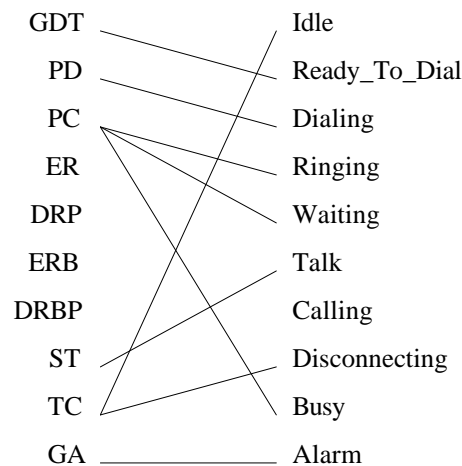 GDT Idle
PD Ready_To_Dial
PC Dialing
ER Ringing
DRP Waiting
ERB Talk
DRBP Calling
ST Disconnecting
TC Busy
GA Alarm